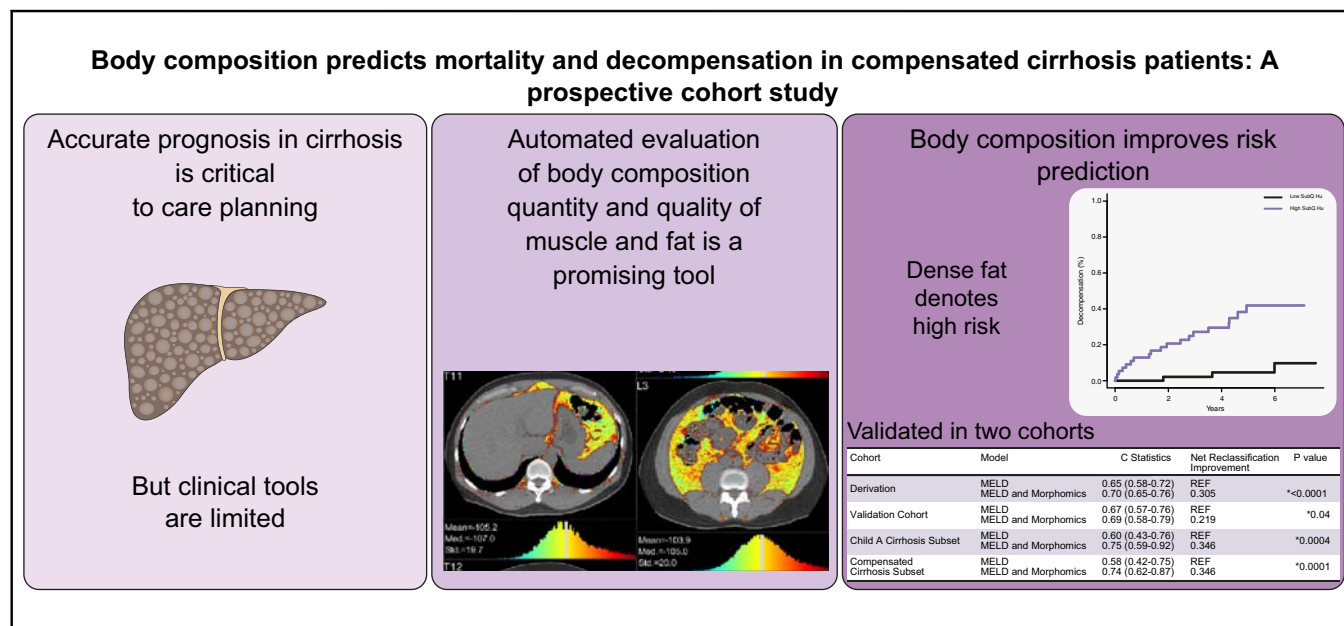 Body composition predicts mortality and decompensation in compensated cirrhosis patients: A
prospective cohort study
Accurate prognosis in cirrhosis
is critical
to care planning
But clinical tools
are limited
Automated evaluation
of body composition
quantity and quality of
muscle and fat is a
promising tool
T11
L3
Mean=-105.2
Med.=-107.0
Std.=19.7
T12
Mean=-103.9
Med.=-105.0
Std.=20.0
Body composition improves risk
prediction
Dense fat
denotes
high risk
Low SubQ Hu
High SubQ Hu
Decompensation (%)
1.0
0.8
0.6
0.4
0.2
0.0
0 2 4 6
Years
Validated in two cohorts
Cohort Model C Statistics Net Reclassification Improvement P value
Derivation MELD 0.65 (0.58-0.72) REF
MELD and Morphomics 0.70 (0.65-0.76) 0.305 *<0.0001
Validation Cohort MELD 0.67 (0.57-0.76) REF
MELD and Morphomics 0.69 (0.58-0.79) 0.219 *0.04
Child A Cirrhosis Subset MELD 0.60 (0.43-0.76) REF
MELD and Morphomics 0.75 (0.59-0.92) 0.346 *0.0004
Compensated MELD 0.58 (0.42-0.75) REF
Cirrhosis Subset MELD and Morphomics 0.74 (0.62-0.87) 0.346 *0.0001